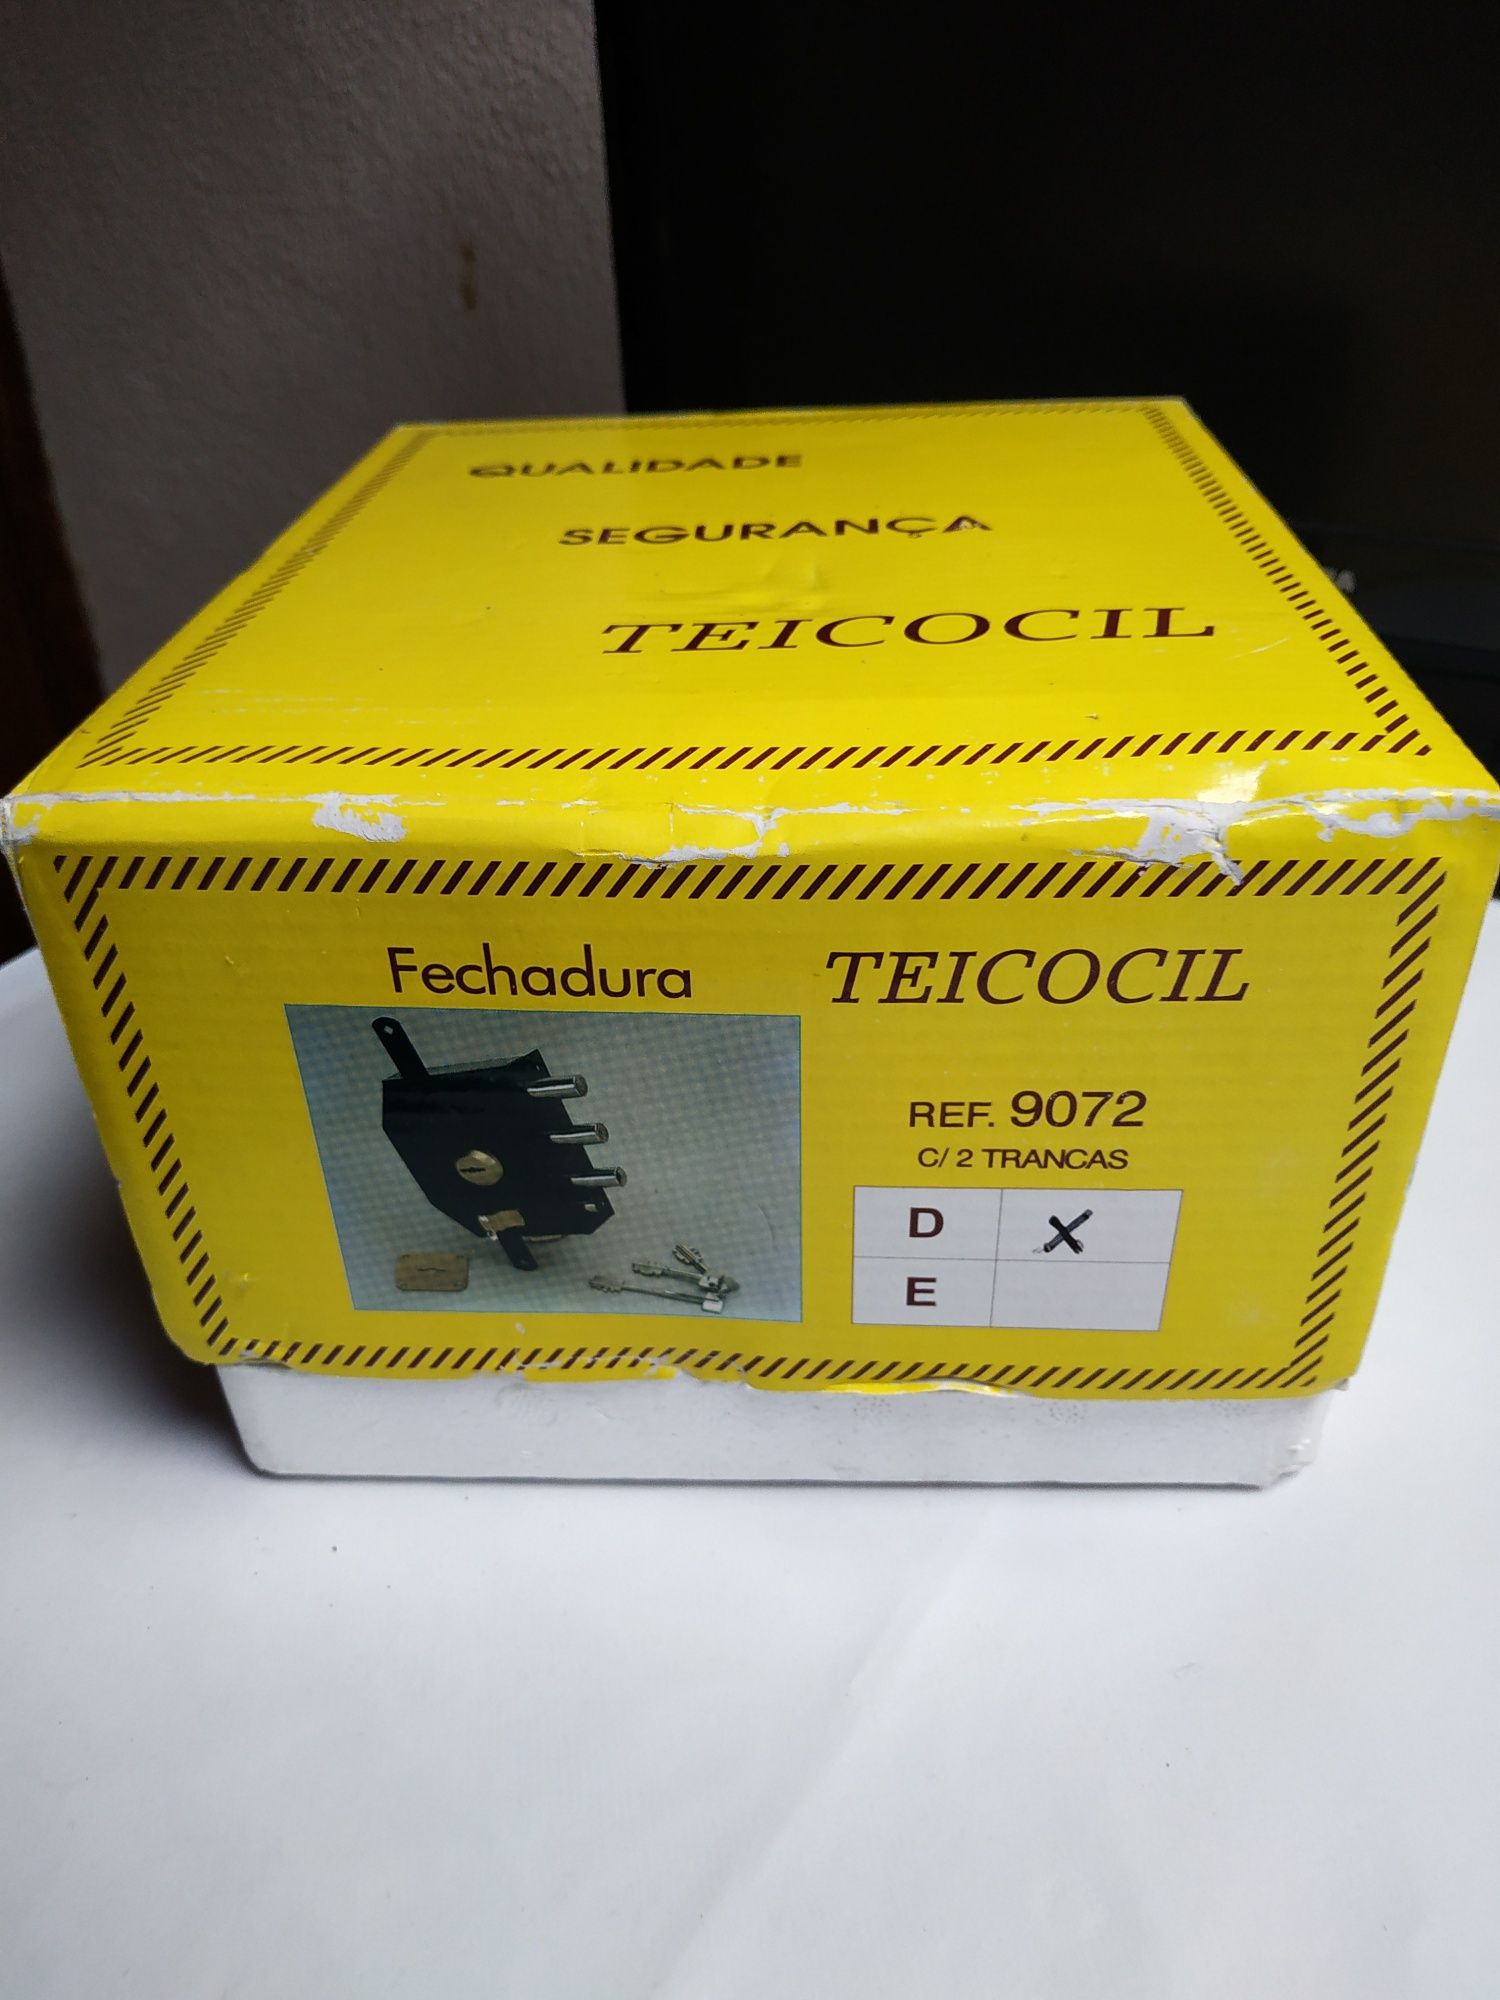 QUALIDADE
SEGURANÇA
TEICOCIL
Fechadura TEICOCIL
REF. 9072
C/ 2 TRANCAS
D X
E